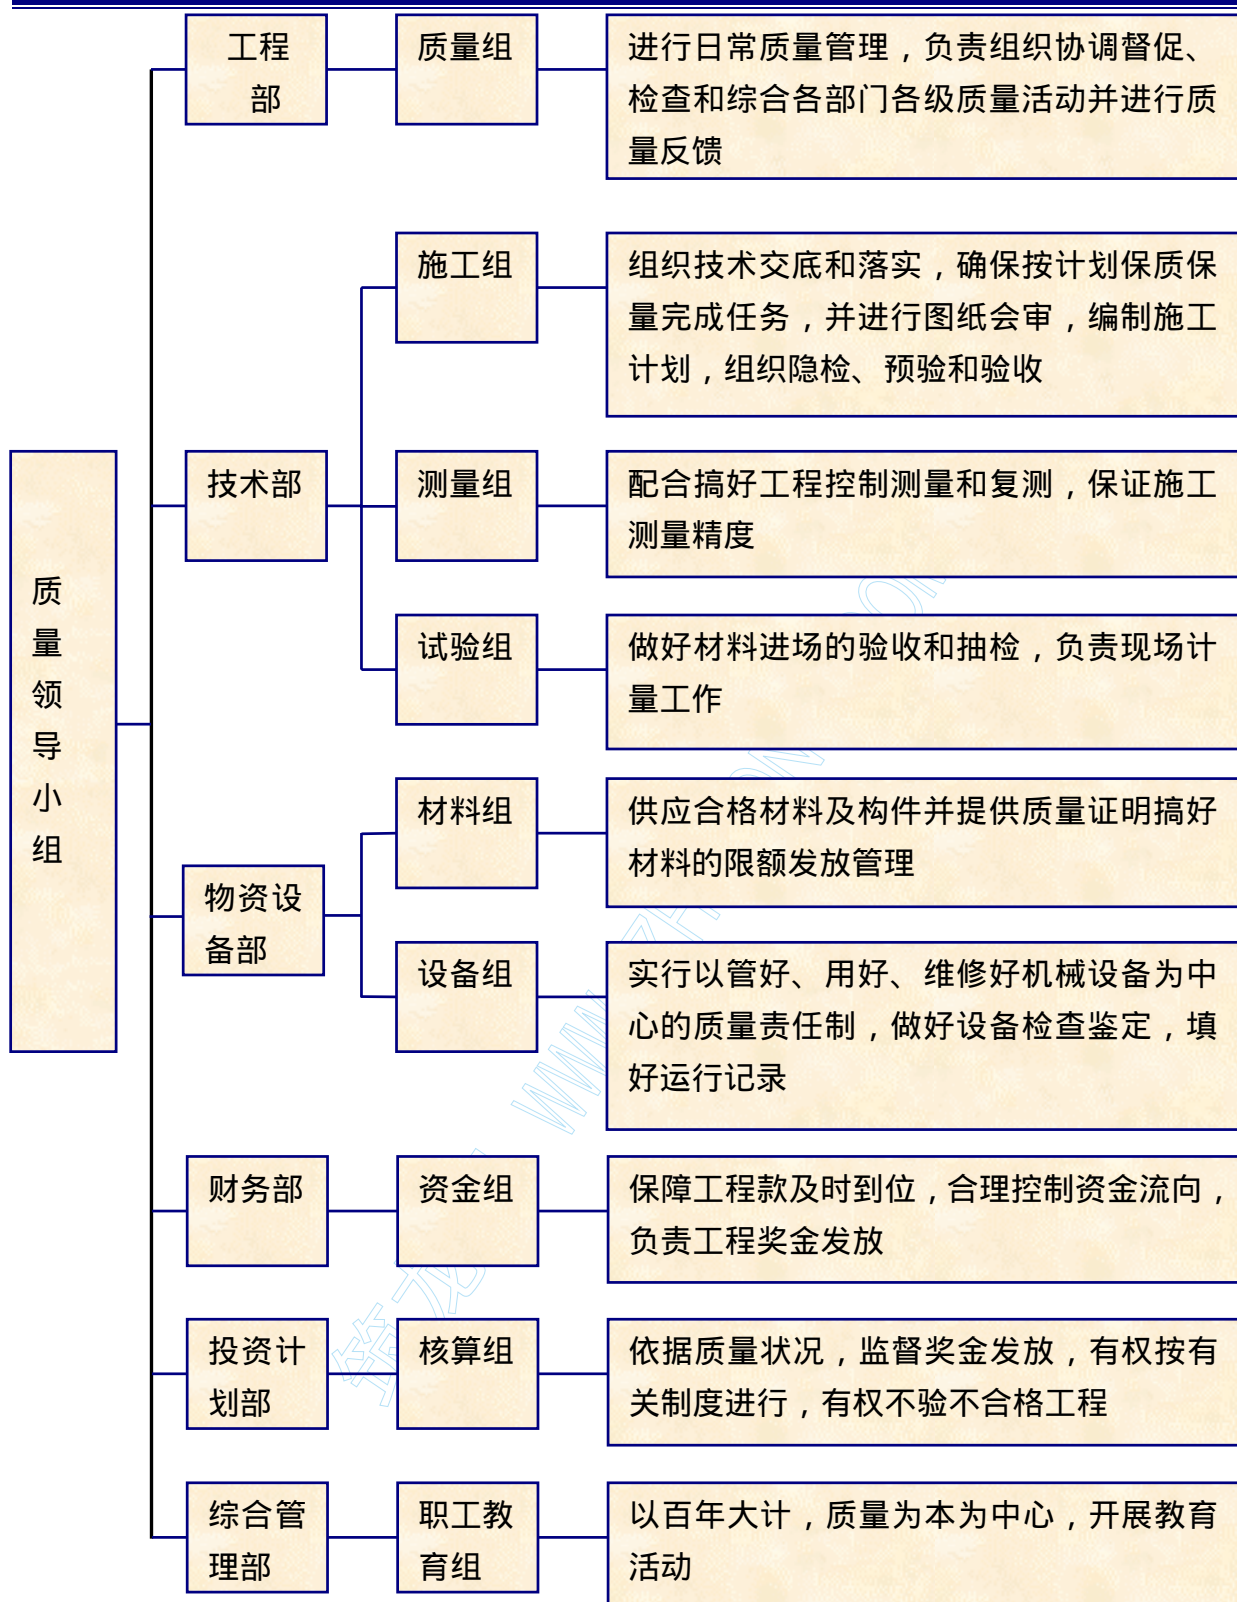 工程
部
质量组
进行日常质量管理，负责组织协调督促、
检查和综合各部门各级质量活动并进行质
量反馈
施工组
组织技术交底和落实，确保按计划保质保
量完成任务，并进行图纸会审，编制施工
计划，组织隐检、预验和验收
技术部
测量组
配合搞好工程控制测量和复测，保证施工
测量精度
质
量
领
导
小
组
试验组
做好材料进场的验收和抽检，负责现场计
量工作
材料组
供应合格材料及构件并提供质量证明搞好
材料的限额发放管理
物资设
备部
设备组
实行以管好、用好、维修好机械设备为中
心的质量责任制，做好设备检查鉴定，填
好运行记录
财务部
资金组
保障工程款及时到位，合理控制资金流向，
负责工程奖金发放
投资计
划部
核算组
依据质量状况，监督奖金发放，有权按有
关制度进行，有权不验不合格工程
综合管
理部
职工教
育组
以百年大计，质量为本为中心，开展教育
活动